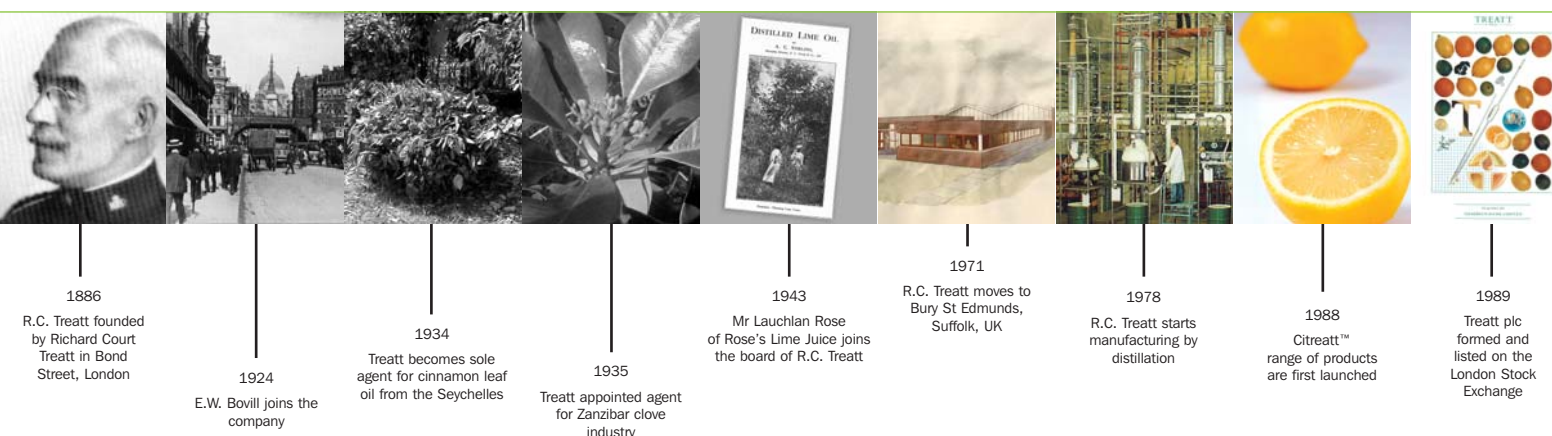 DISTILLED LIME OIL
TREATT
1886
R.C. Treatt founded
by Richard Court
Treatt in Bond
Street, London
1924
E.W. Bovill joins the
company
1934
Treatt becomes sole
agent for cinnamon leaf
oil from the Seychelles
1935
Treatt appointed agent
for Zanzibar clove
industry
1943
Mr Lauchlan Rose
of Rose's Lime Juice joins
the board of R.C. Treatt
1971
R.C. Treatt moves to
Bury St Edmunds,
Suffolk, UK
1978
R.C. Treatt starts
manufacturing by
distillation
1988
Citreatt™
range of products
are first launched
1989
Treatt plc
formed and
listed on the
London Stock
Exchange